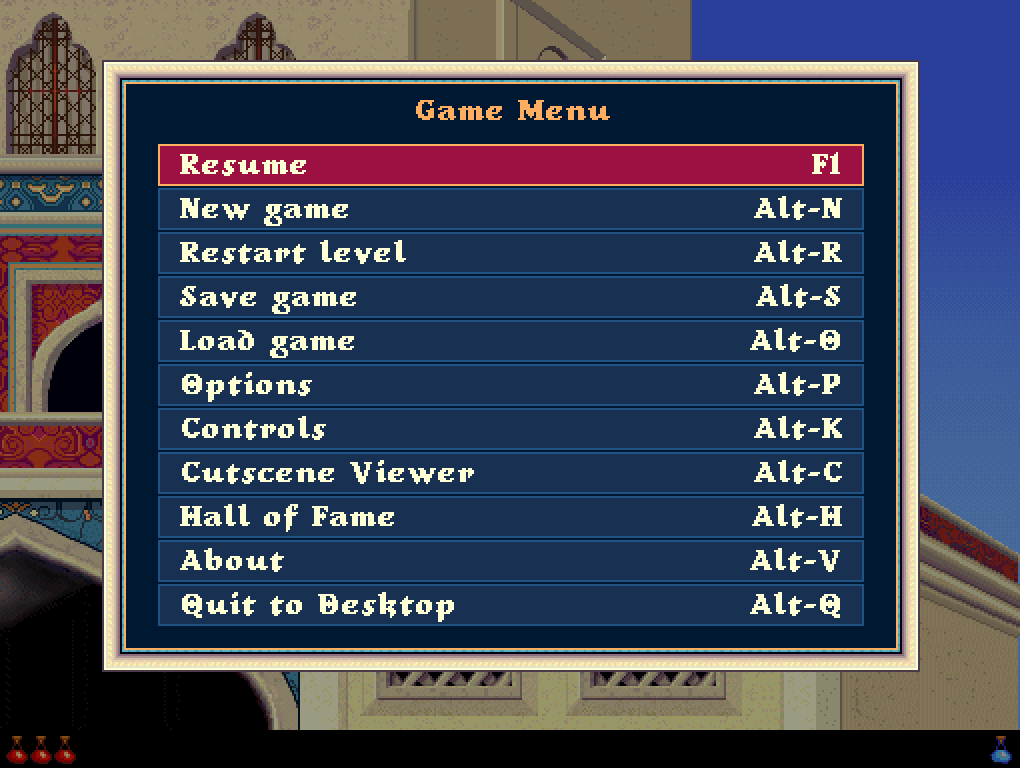 Game Menu
Resume F1
New game Alt-N
Restart level Alt-R
Save game Alt-S
Load game Alt-O
Options Alt-P
Controls Alt-K
Cutscene Viewer Alt-C
Hall of Fame Alt-H
About Alt-V
Quit to Desktop Alt-Q